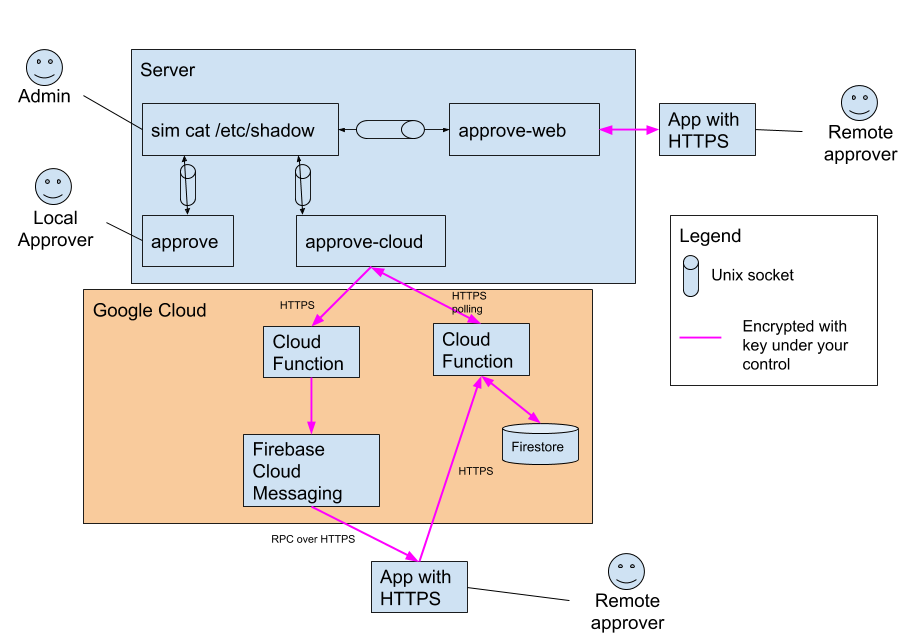 Server
Admin
sim cat /etc/shadow
approve-web
App with
HTTPS
Remote
approver
Local
Approver
approve
approve-cloud
Legend
Unix socket
Encrypted with
key under your
control
Google Cloud
HTTPS
HTTPS
polling
Cloud
Function
Cloud
Function
Firebase
Cloud
Messaging
Firestore
HTTPS
RPC over HTTPS
App with
HTTPS
Remote
approver